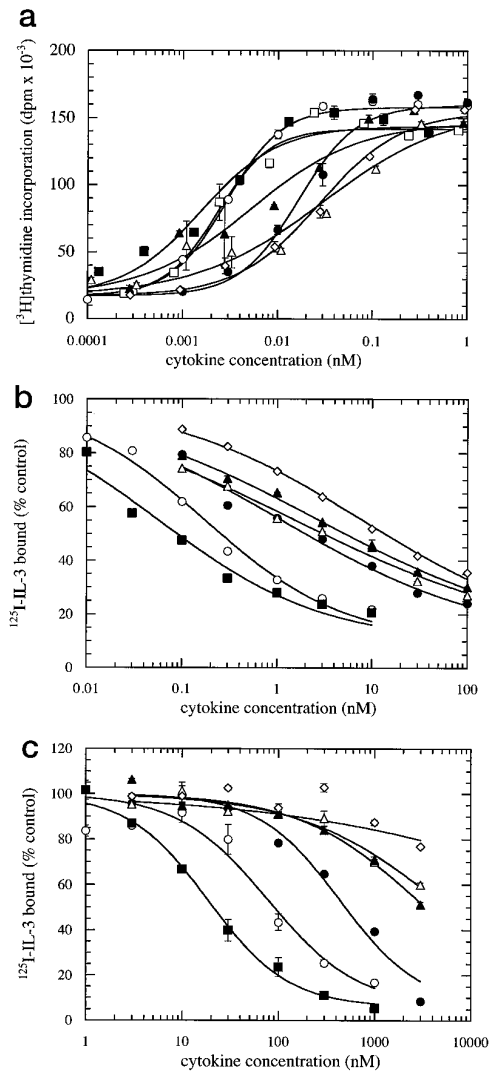 a
[³H]thymidine incorporation (dpm x 10⁻³)
200
150
100
50
0
0.0001 0.001 0.01 0.1 1
cytokine concentration (nM)
b
¹²⁵I-IL-3 bound (% control)
100
80
60
40
20
0
0.01 0.1 1 10 100
cytokine concentration (nM)
c
¹²⁵I-IL-3 bound (% control)
120
100
80
60
40
20
0
1 10 100 1000 10000
cytokine concentration (nM)